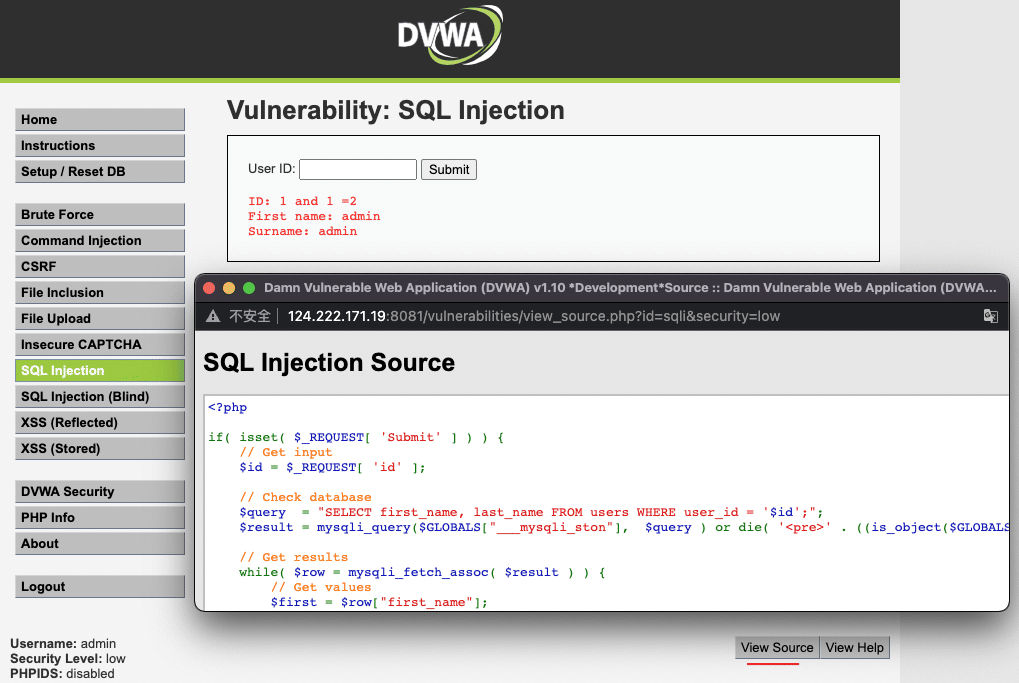 DVWA
Vulnerability: SQL Injection
Home
Instructions
Setup / Reset DB
Brute Force
Command Injection
CSRF
File Inclusion
File Upload
Insecure CAPTCHA
SQL Injection
SQL Injection (Blind)
XSS (Reflected)
XSS (Stored)
DVWA Security
PHP Info
About
Logout
User ID: Submit
ID: 1 and 1 =2
First name: admin
Surname: admin
Damn Vulnerable Web Application (DVWA) v1.10 *Development*Source :: Damn Vulnerable Web Application (DVWA...
不安全 124.222.171.19:8081/vulnerabilities/view_source.php?id=sqli&security=low
SQL Injection Source
<?php
if( isset( $_REQUEST[ 'Submit' ] ) ) {
// Get input
$id = $_REQUEST[ 'id' ];
// Check database
$query  = "SELECT first_name, last_name FROM users WHERE user_id = '$id';";
$result = mysqli_query($GLOBALS["___mysqli_ston"],  $query ) or die( '<pre>' . ((is_object($GLOBALS
// Get results
while( $row = mysqli_fetch_assoc( $result ) ) {
// Get values
$first = $row["first_name"];
Username: admin
Security Level: low
PHPIDS: disabled
View Source View Help